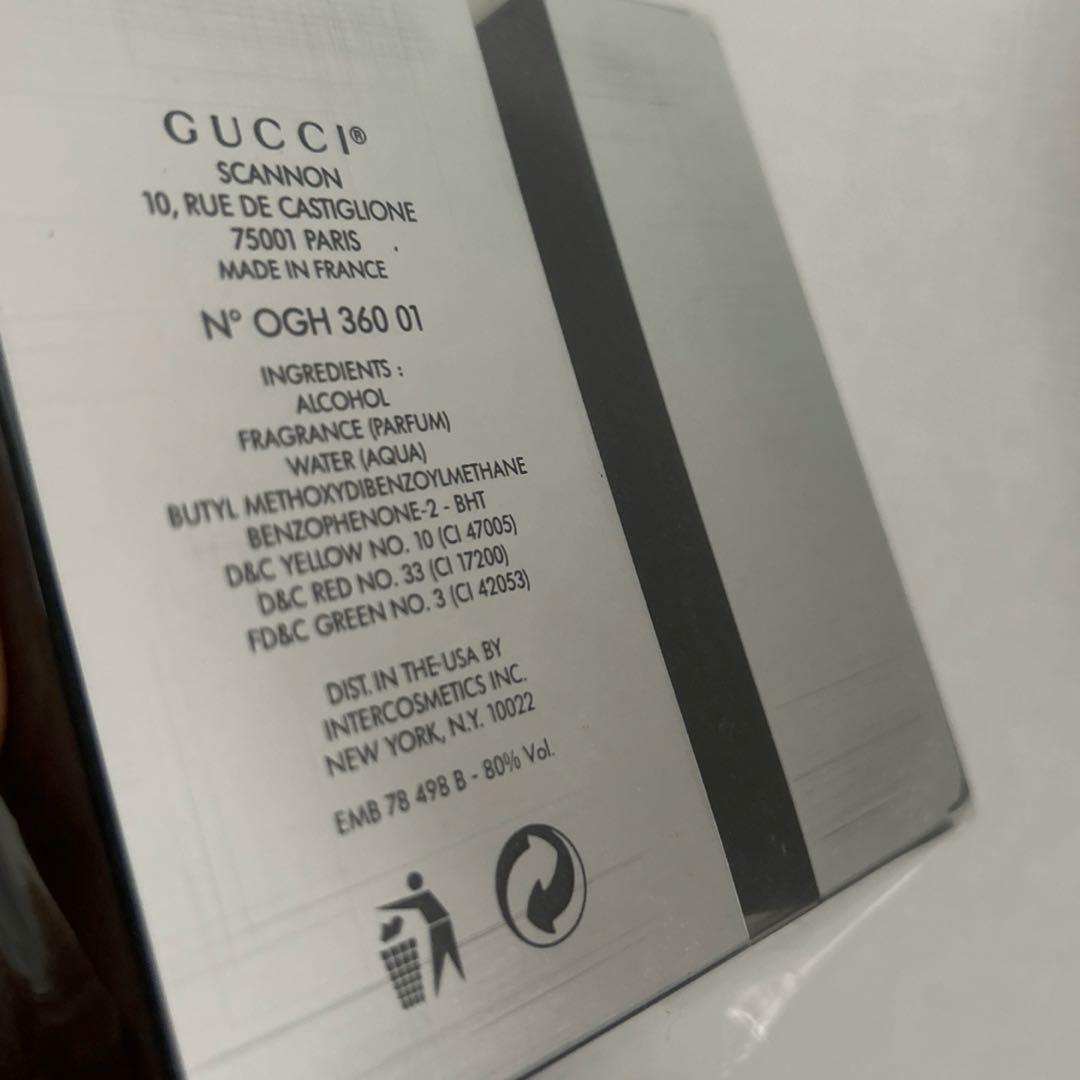 GUCCI®
SCANNON
10, RUE DE CASTIGLIONE
75001 PARIS
MADE IN FRANCE
N° OGH 360 01
INGREDIENTS :
ALCOHOL
FRAGRANCE (PARFUM)
WATER (AQUA)
BUTYL METHOXYDIBENZOYLMETHANE
BENZOPHENONE-2 - BHT
D&C YELLOW NO. 10 (CI 47005)
D&C RED NO. 33 (CI 17200)
FD&C GREEN NO. 3 (CI 42053)
DIST. IN THE USA BY
INTERCOSMETICS INC.
NEW YORK, N.Y. 10022
EMB 78 498 B - 80% Vol.